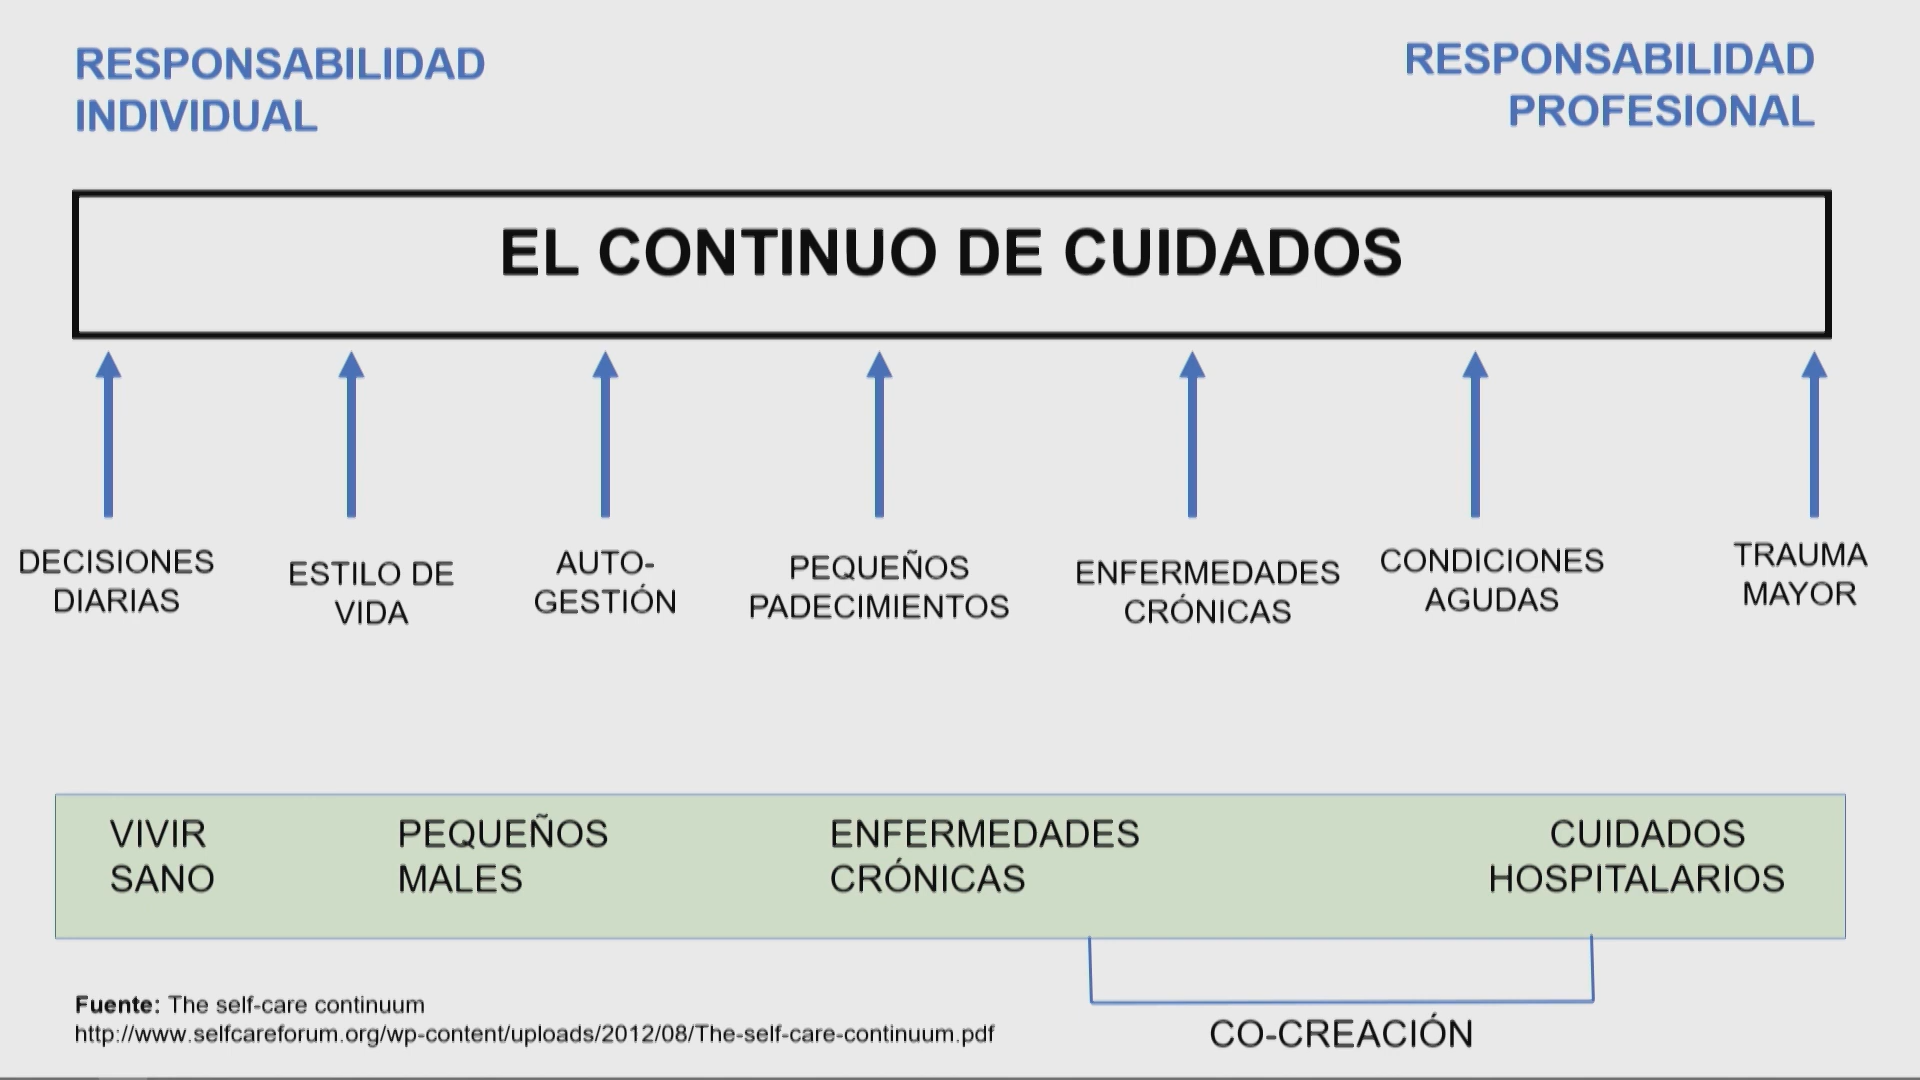 RESPONSABILIDAD
INDIVIDUAL
RESPONSABILIDAD
PROFESIONAL
EL CONTINUO DE CUIDADOS
DECISIONES
DIARIAS
ESTILO DE
VIDA
AUTO-
GESTIÓN
PEQUEÑOS
PADECIMIENTOS
ENFERMEDADES
CRÓNICAS
CONDICIONES
AGUDAS
TRAUMA
MAYOR
VIVIR
SANO
PEQUEÑOS
MALES
ENFERMEDADES
CRÓNICAS
CUIDADOS
HOSPITALARIOS
Fuente: The self-care continuum
http://www.selfcareforum.org/wp-content/uploads/2012/08/The-self-care-continuum.pdf
CO-CREACIÓN